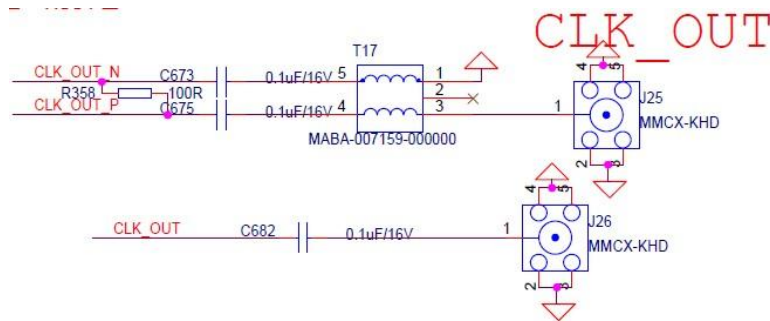 CLK_OUT
T17
CLK_OUT_N
C673
0.1uF/16V
5
1
4
5
R358
100R
2
J25
CLK_OUT_P
C675
0.1uF/16V
4
3
1
MMCX-KHD
MABA-007159-000000
2
3
4
5
J26
CLK_OUT
C682
0.1uF/16V
1
MMCX-KHD
2
3